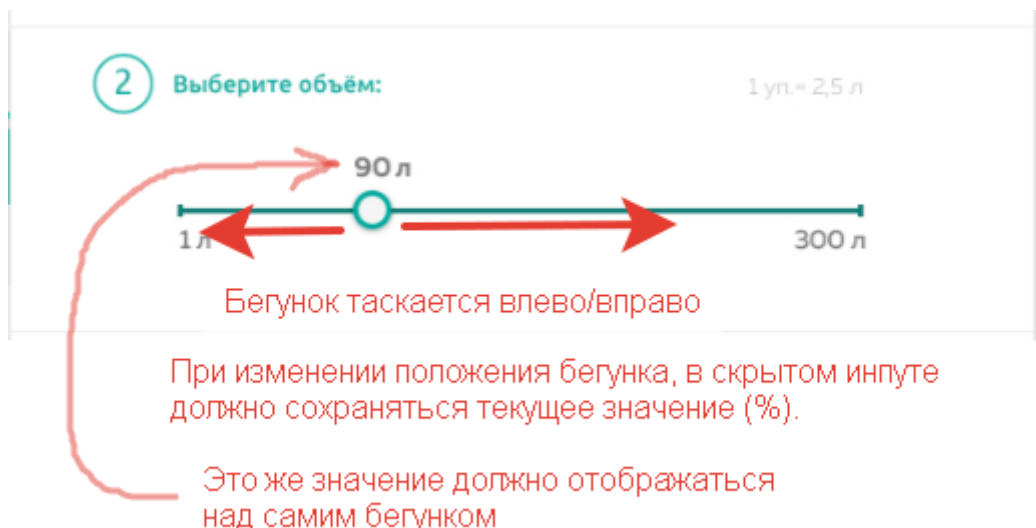 2 Выберите объём: 1 уп.= 2,5 л
90 л
1 л 300 л
Бегунок таскается влево/вправо
При изменении положения бегунка, в скрытом инпуте
должно сохраняться текущее значение (%).
Это же значение должно отображаться
над самим бегунком